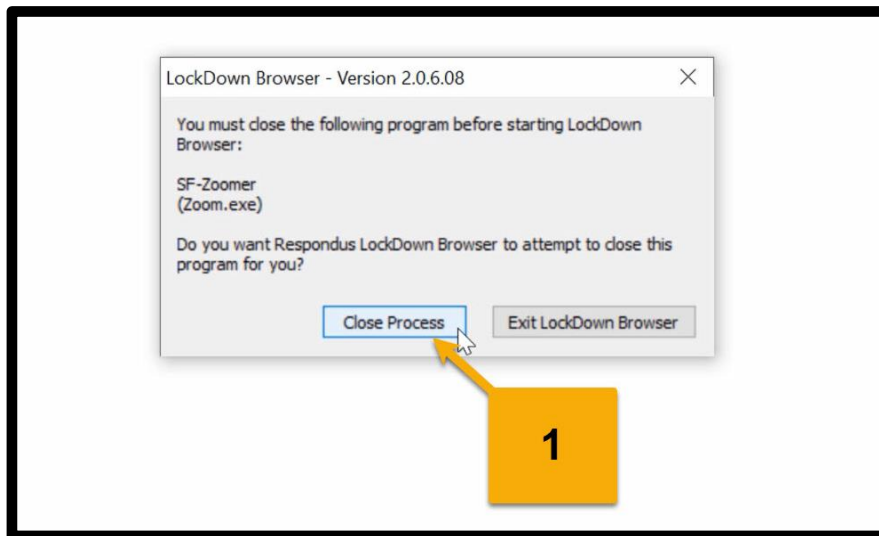 LockDown Browser - Version 2.0.6.08
You must close the following program before starting LockDown
Browser:
SF-Zoomer
(Zoom.exe)
Do you want Respondus LockDown Browser to attempt to close this
program for you?
Close Process
Exit LockDown Browser
1